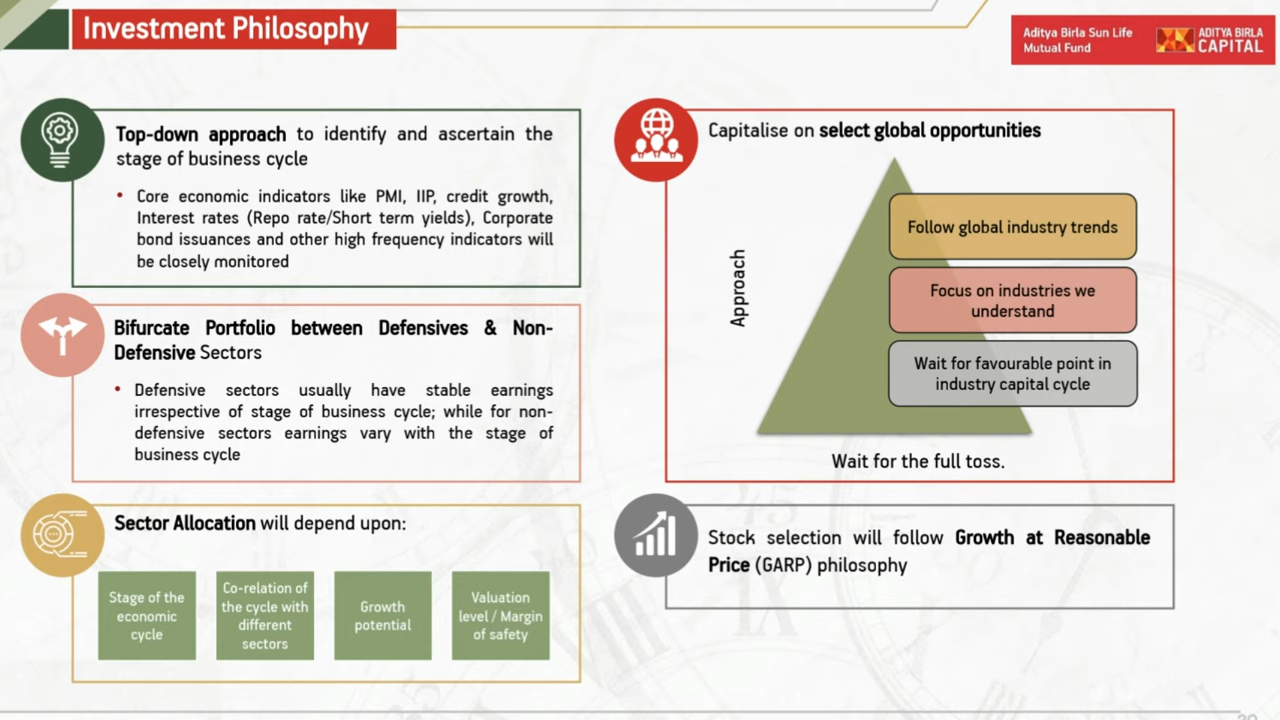 Investment Philosophy
Aditya Birla Sun Life
Mutual Fund
ADITYA BIRLA
CAPITAL
Top-down approach to identify and ascertain the
stage of business cycle
• Core economic indicators like PMI, IIP, credit growth,
Interest rates (Repo rate/Short term yields), Corporate
bond issuances and other high frequency indicators will
be closely monitored
Bifurcate Portfolio between Defensives & Non-
Defensive Sectors
• Defensive sectors usually have stable earnings
irrespective of stage of business cycle; while for non-
defensive sectors earnings vary with the stage of
business cycle
Sector Allocation will depend upon:
Stage of the
economic
cycle
Co-relation of
the cycle with
different
sectors
Growth
potential
Valuation
level / Margin
of safety
Capitalise on select global opportunities
Approach
Follow global industry trends
Focus on industries we
understand
Wait for favourable point in
industry capital cycle
Wait for the full toss.
Stock selection will follow Growth at Reasonable
Price (GARP) philosophy